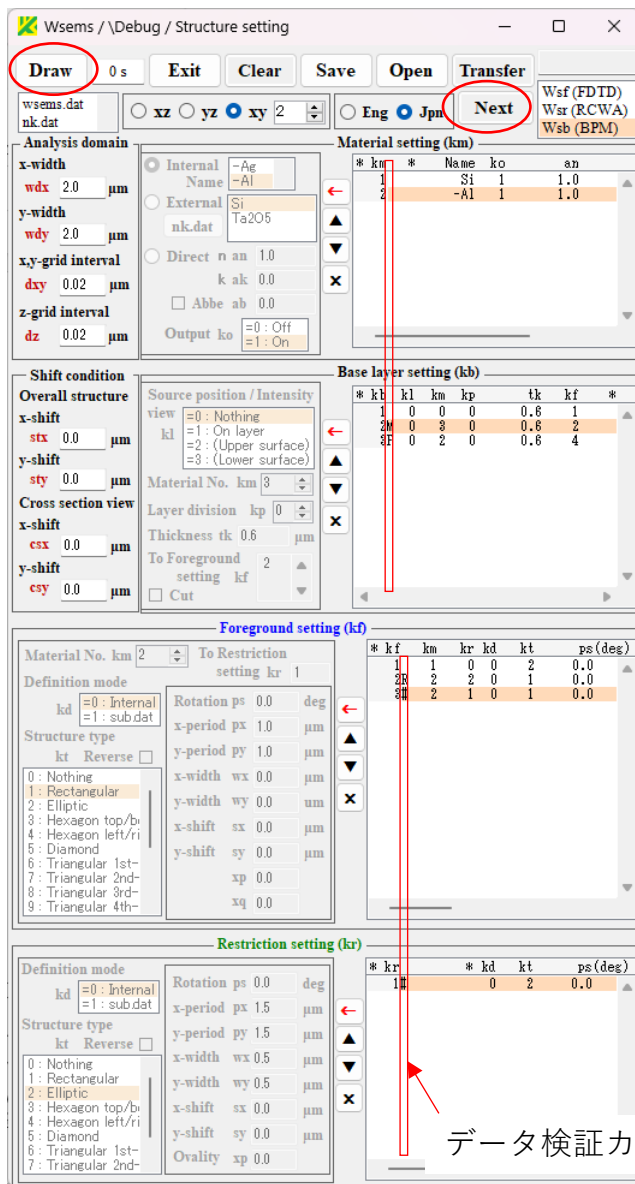 Wsems / \Debug / Structure setting
Draw 0 s Exit Clear Save Open Transfer
wsems.dat
nk.dat
xz yz xy 2 Eng Jpn Next
Wsf (FDTD)
Wsr (RCWA)
Wsb (BPM)
Analysis domain
x-width
wdx 2.0 μm
y-width
wdy 2.0 μm
x,y-grid interval
dxy 0.02 μm
z-grid interval
dz 0.02 μm
Internal
Name
-Ag
-Al
External
nk.dat
Si
Ta2O5
Direct n an 1.0
k ak 0.0
Abbe ab 0.0
Output ko
=0 : Off
=1 : On
Material setting (km)
* km * Name ko an
1 Si 1 1.0
2 -Al 1 1.0
Shift condition
Overall structure
x-shift
stx 0.0 μm
y-shift
sty 0.0 μm
Cross section view
x-shift
csx 0.0 μm
y-shift
csy 0.0 μm
Source position / Intensity
view
kl
=0 : Nothing
=1 : On layer
=2 : (Upper surface)
=3 : (Lower surface)
Material No. km 3
Layer division kp 0
Thickness tk 0.6 μm
To Foreground
setting kf 2
Cut
Base layer setting (kb)
* kb kl km kp tk kf *
1 0 0 0 0.6 1
2M 0 3 0 0.6 2
3F 0 2 0 0.6 4
Foreground setting (kf)
Material No. km 2
To Restriction
setting kr 1
Definition mode
kd
=0 : Internal
=1 : sub.dat
Structure type
kt Reverse
0 : Nothing
1 : Rectangular
2 : Elliptic
3 : Hexagon top/b
4 : Hexagon left/ri
5 : Diamond
6 : Triangular 1st-
7 : Triangular 2nd-
8 : Triangular 3rd-
9 : Triangular 4th-
Rotation ps 0.0 deg
x-period px 1.0 μm
y-period py 1.0 μm
x-width wx 0.0 μm
y-width wy 0.0 um
x-shift sx 0.0 μm
y-shift sy 0.0 μm
xp 0.0
xq 0.0
* kf km kr kd kt ps(deg)
1 1 0 0 2 0.0
2R 2 2 0 1 0.0
3# 2 1 0 1 0.0
Restriction setting (kr)
Definition mode
kd
=0 : Internal
=1 : sub.dat
Structure type
kt Reverse
0 : Nothing
1 : Rectangular
2 : Elliptic
3 : Hexagon top/b
4 : Hexagon left/ri
5 : Diamond
6 : Triangular 1st-
7 : Triangular 2nd-
Rotation ps 0.0 deg
x-period px 1.5 μm
y-period py 1.5 μm
x-width wx 0.5 μm
y-width wy 0.5 μm
x-shift sx 0.0 μm
y-shift sy 0.0 μm
Ovality xp 0.0
* kr * kd kt ps(deg)
1# 0 2 0.0
データ検証カ